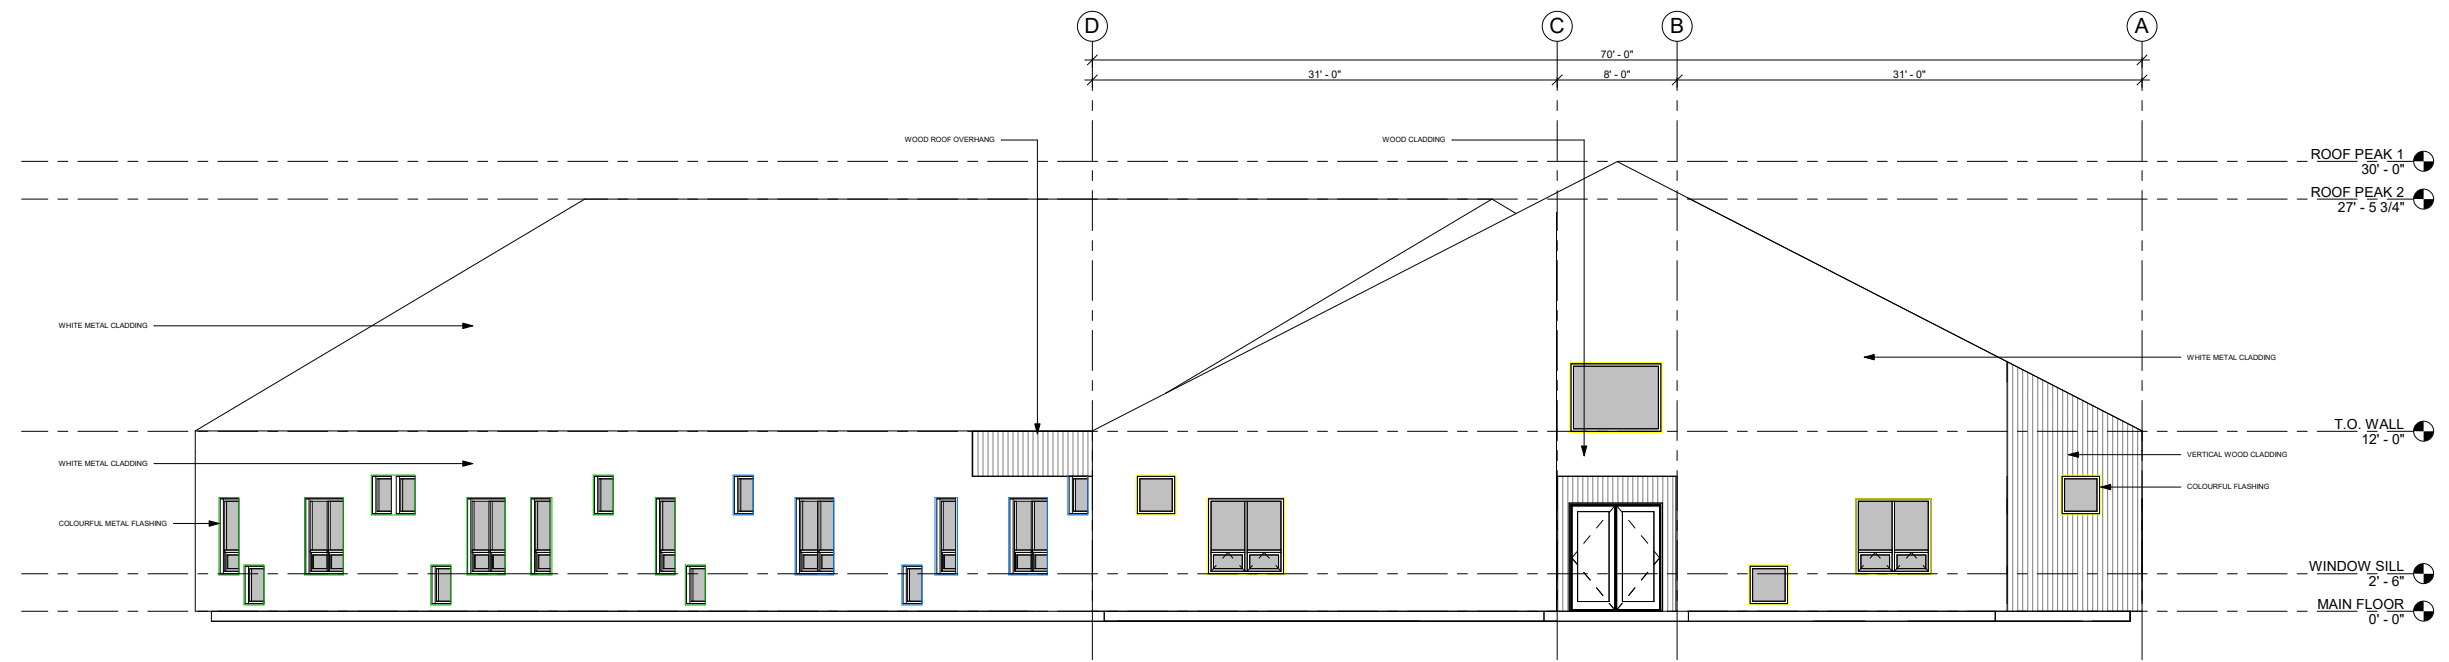 D
C
B
A
70' - 0"
31' - 0"
8' - 0"
31' - 0"
WOOD ROOF OVERHANG
WOOD CLADDING
ROOF PEAK 1
30' - 0"
ROOF PEAK 2
27' - 5 3/4"
WHITE METAL CLADDING
WHITE METAL CLADDING
T.O. WALL
12' - 0"
WHITE METAL CLADDING
VERTICAL WOOD CLADDING
COLOURFUL FLASHING
COLOURFUL METAL FLASHING
WINDOW SILL
2' - 6"
MAIN FLOOR
0' - 0"